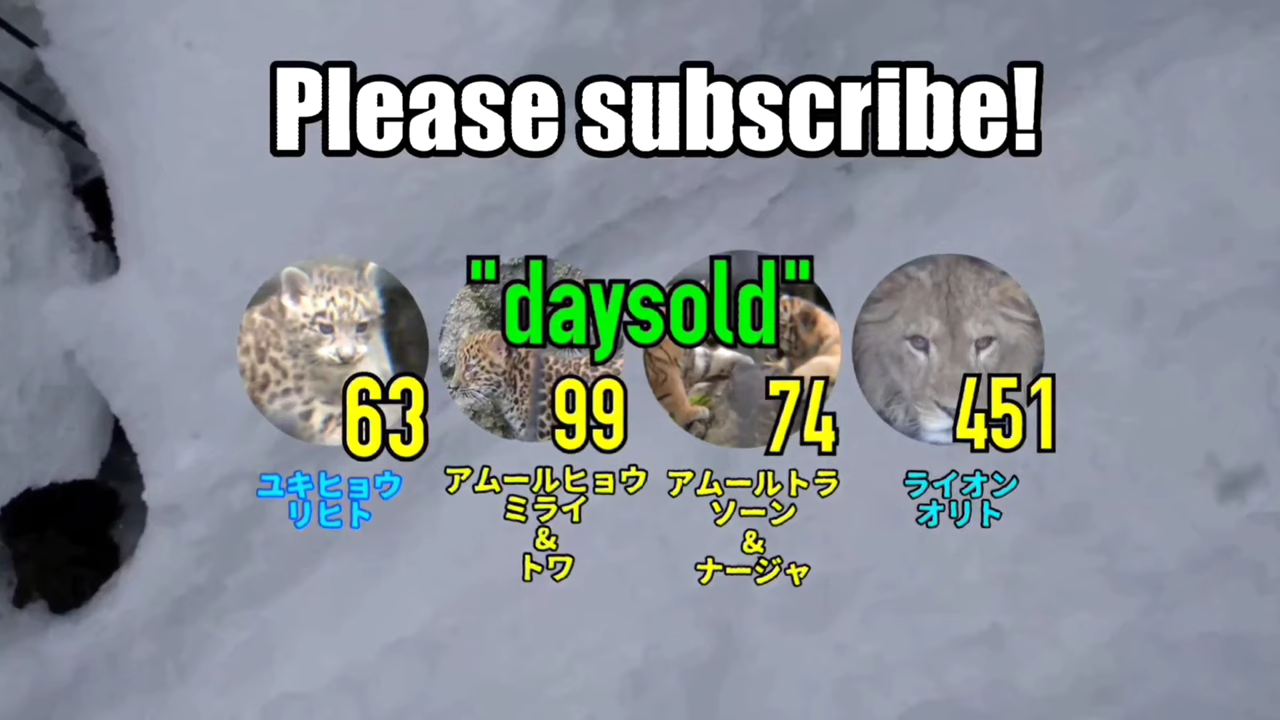 Please subscribe!
"daysold"
63
99
74
451
ユキヒョウ
リヒト
アムールヒョウ
ミライ
&
トワ
アムールトラ
ソーン
&
ナージャ
ライオン
オリト